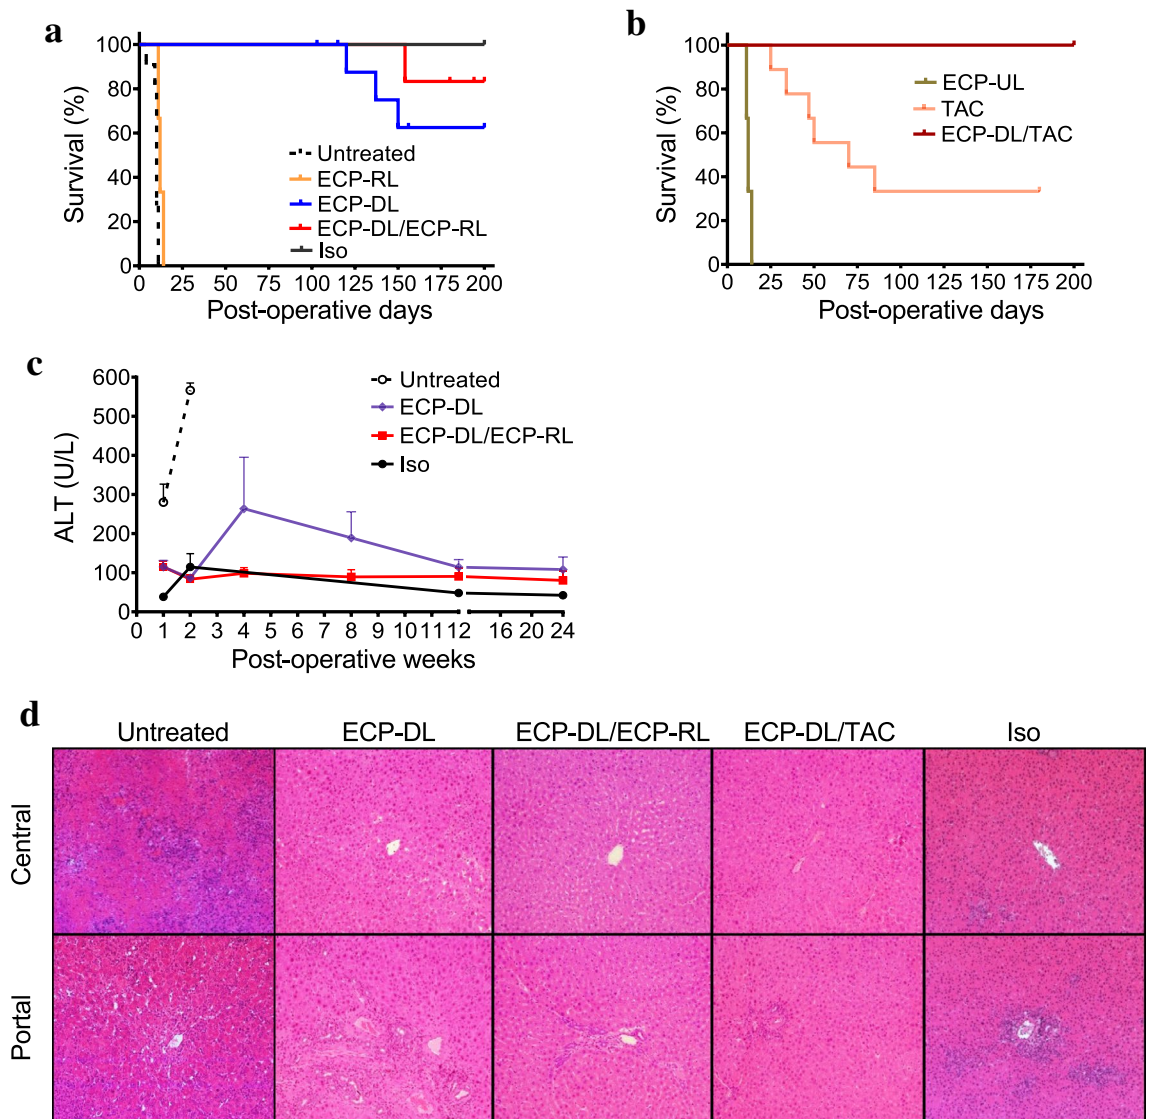 a
Survival (%)
100
80
60
40
20
0
0 25 50 75 100 125 150 175 200
Post-operative days
Untreated
ECP-RL
ECP-DL
ECP-DL/ECP-RL
Iso
b
Survival (%)
100
80
60
40
20
0
0 25 50 75 100 125 150 175 200
Post-operative days
ECP-UL
TAC
ECP-DL/TAC
c
ALT (U/L)
600
500
400
300
200
100
0
0 1 2 3 4 5 6 7 8 9 10 11 12 16 20 24
Post-operative weeks
Untreated
ECP-DL
ECP-DL/ECP-RL
Iso
d
Untreated ECP-DL ECP-DL/ECP-RL ECP-DL/TAC Iso
Central
Portal